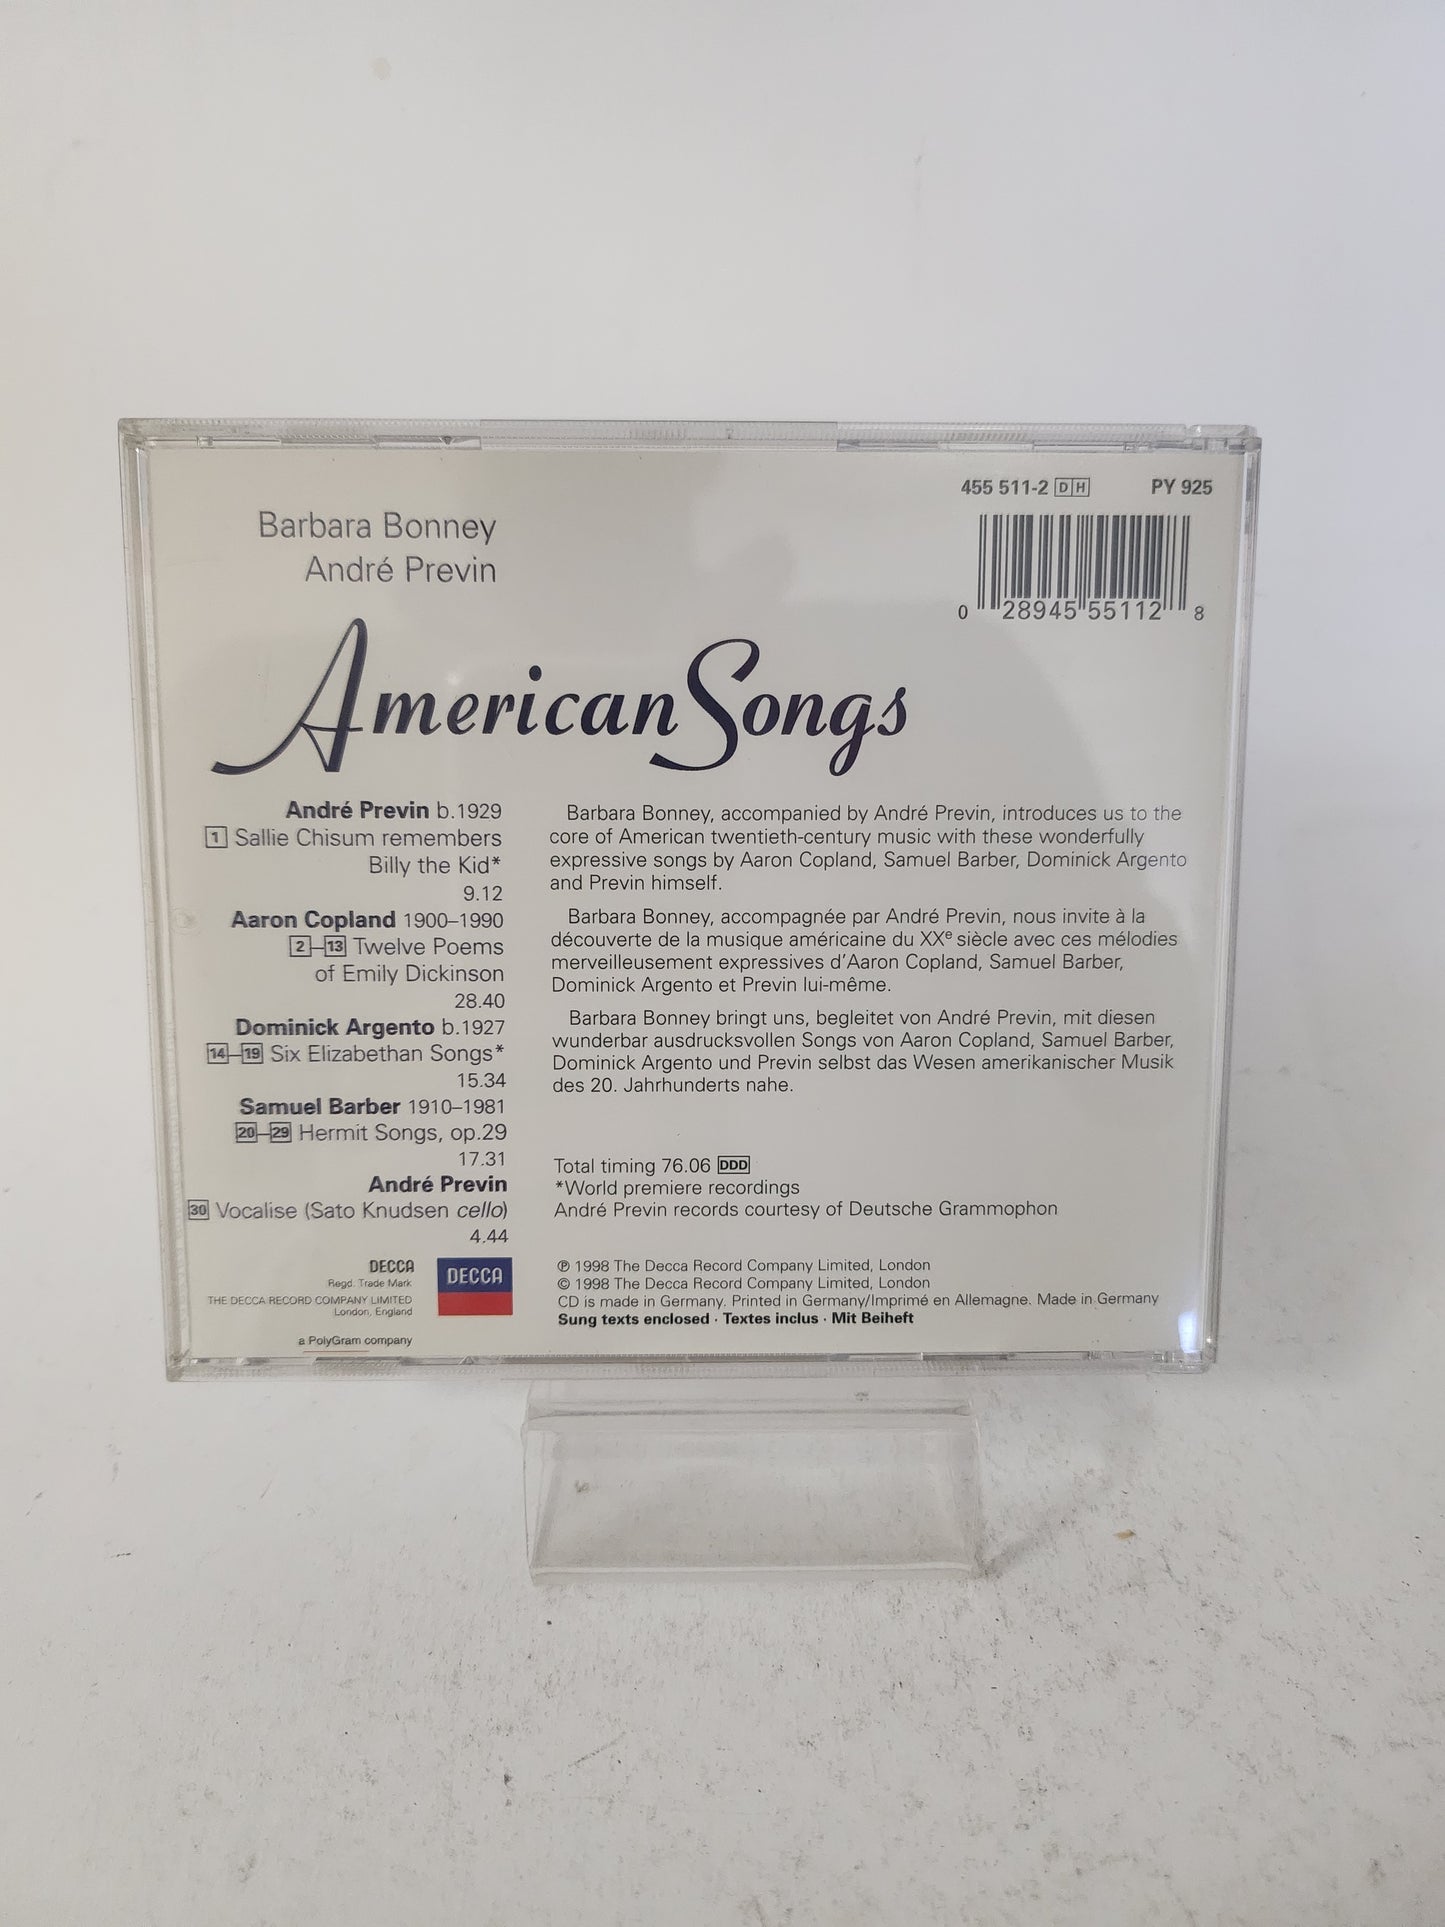 455 511-2 DH PY 925
0 28945 55112 8
Barbara Bonney
André Previn
American Songs
André Previn b.1929
1 Sallie Chisum remembers
Billy the Kid*
9.12
Aaron Copland 1900–1990
2–13 Twelve Poems
of Emily Dickinson
28.40
Dominick Argento b.1927
14–19 Six Elizabethan Songs*
15.34
Samuel Barber 1910–1981
20–29 Hermit Songs, op.29
17.31
André Previn
30 Vocalise (Sato Knudsen cello)
4.44
DECCA
Regd. Trade Mark
THE DECCA RECORD COMPANY LIMITED
London, England
a PolyGram company
DECCA
Barbara Bonney, accompanied by André Previn, introduces us to the
core of American twentieth-century music with these wonderfully
expressive songs by Aaron Copland, Samuel Barber, Dominick Argento
and Previn himself.
Barbara Bonney, accompagnée par André Previn, nous invite à la
découverte de la musique américaine du XXe siècle avec ces mélodies
merveilleusement expressives d'Aaron Copland, Samuel Barber,
Dominick Argento et Previn lui-même.
Barbara Bonney bringt uns, begleitet von André Previn, mit diesen
wunderbar ausdrucksvollen Songs von Aaron Copland, Samuel Barber,
Dominick Argento und Previn selbst das Wesen amerikanischer Musik
des 20. Jahrhunderts nahe.
Total timing 76.06 DDD
*World premiere recordings
André Previn records courtesy of Deutsche Grammophon
℗ 1998 The Decca Record Company Limited, London
© 1998 The Decca Record Company Limited, London
CD is made in Germany. Printed in Germany/Imprimé en Allemagne. Made in Germany
Sung texts enclosed · Textes inclus · Mit Beiheft